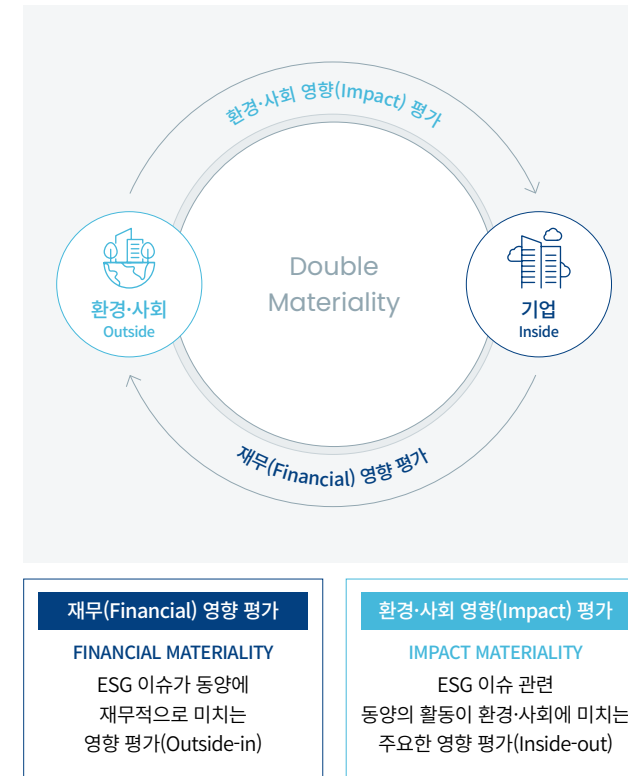 환경·사회 영향(Impact) 평가
Double
Materiality
환경·사회
Outside
기업
Inside
재무(Financial) 영향 평가
재무(Financial) 영향 평가
FINANCIAL MATERIALITY
ESG 이슈가 동양에
재무적으로 미치는
영향 평가(Outside-in)
환경·사회 영향(Impact) 평가
IMPACT MATERIALITY
ESG 이슈 관련
동양의 활동이 환경·사회에 미치는
주요한 영향 평가(Inside-out)